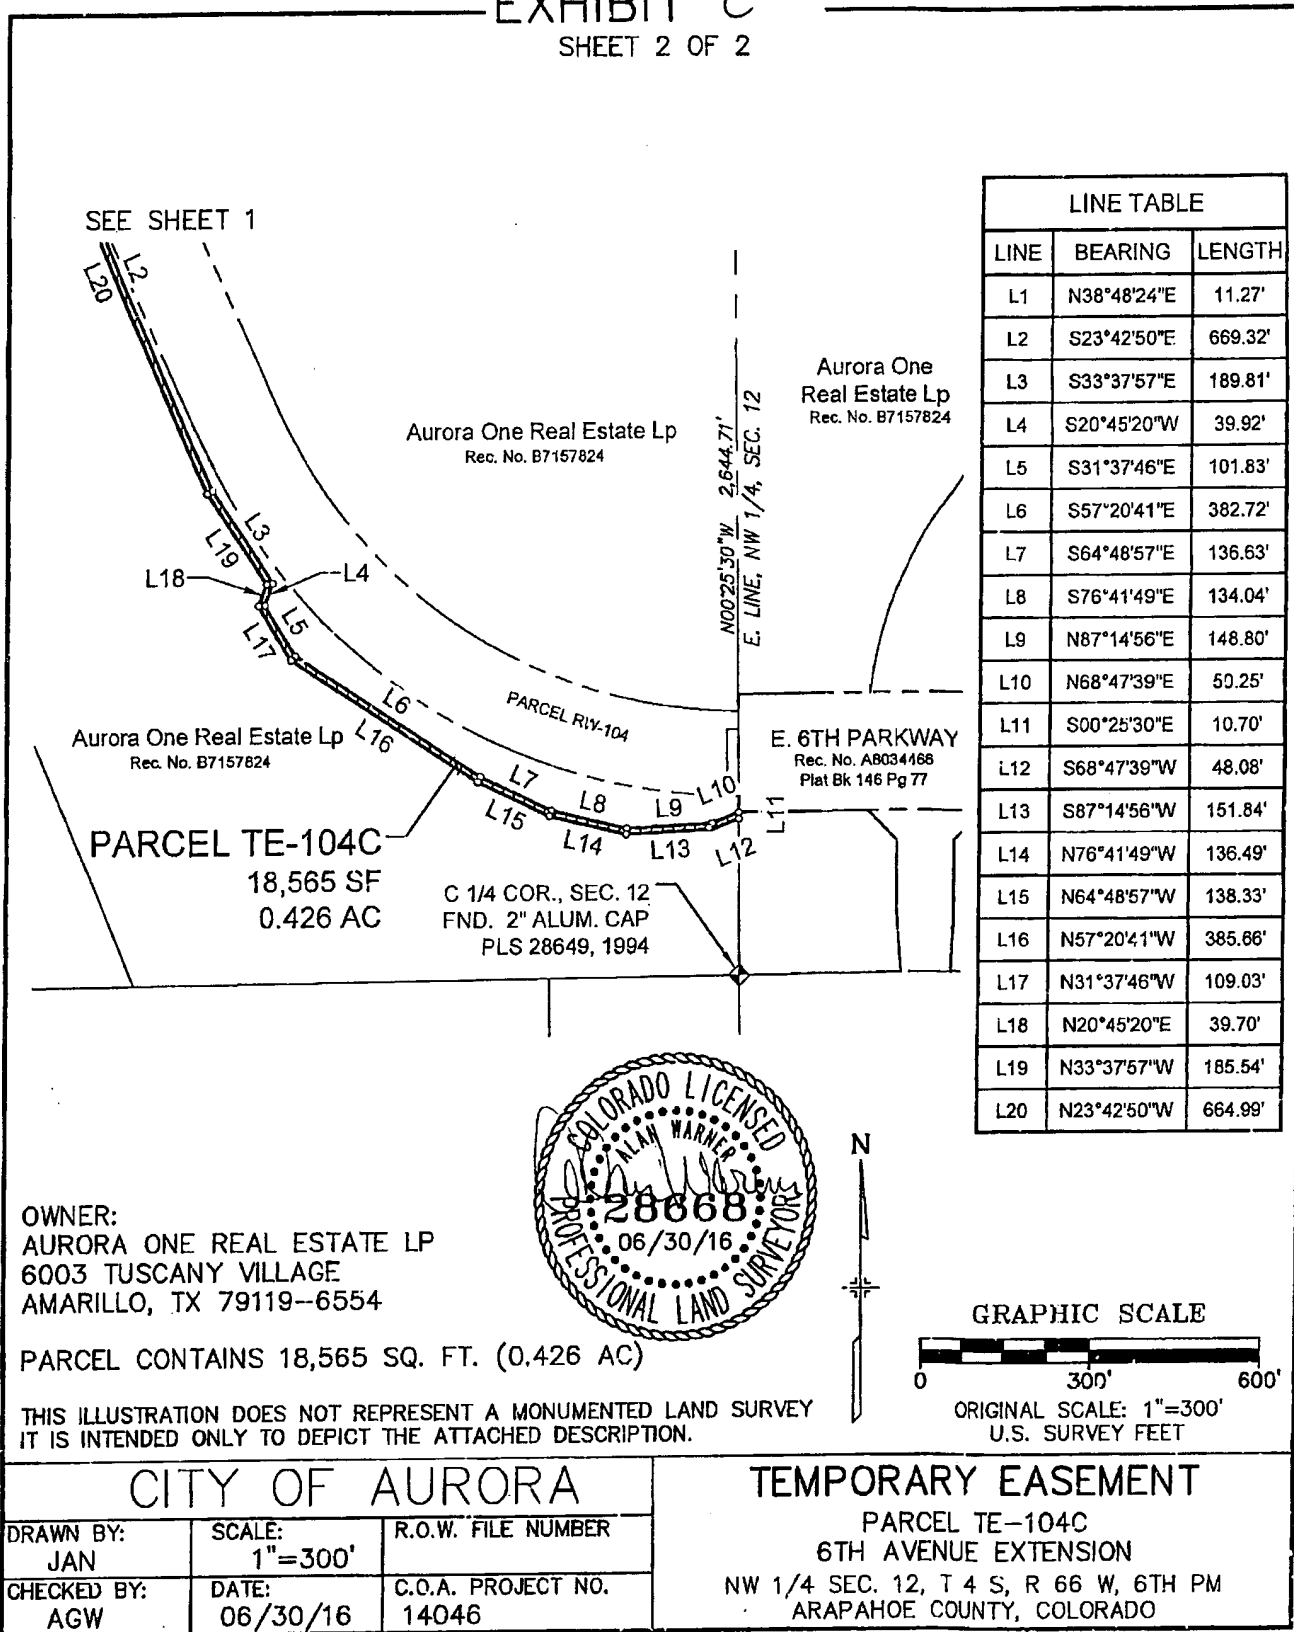 EXHIBIT C
SHEET 2 OF 2
SEE SHEET 1
L20
L2
L3
L19
L18
L4
L5
L17
L6
L16
L7
L15
L8
L14
L9
L13
L10
L12
L11
Aurora One Real Estate Lp
Rec. No. B7157824
Aurora One
Real Estate Lp
Rec. No. B7157824
N00°25'30"W 2,644.71'
E. LINE, NW 1/4, SEC. 12
PARCEL RW-104
E. 6TH PARKWAY
Rec. No. A8034468
Plat Bk 146 Pg 77
Aurora One Real Estate Lp
Rec. No. B7157824
PARCEL TE-104C
18,565 SF
0.426 AC
C 1/4 COR., SEC. 12
FND. 2" ALUM. CAP
PLS 28649, 1994
LINE TABLE
LINE BEARING LENGTH
L1 N38°48'24"E 11.27'
L2 S23°42'50"E 669.32'
L3 S33°37'57"E 189.81'
L4 S20°45'20"W 39.92'
L5 S31°37'46"E 101.83'
L6 S57°20'41"E 382.72'
L7 S64°48'57"E 136.63'
L8 S76°41'49"E 134.04'
L9 N87°14'56"E 148.80'
L10 N68°47'39"E 50.25'
L11 S00°25'30"E 10.70'
L12 S68°47'39"W 48.08'
L13 S87°14'56"W 151.84'
L14 N76°41'49"W 136.49'
L15 N64°48'57"W 138.33'
L16 N57°20'41"W 385.66'
L17 N31°37'46"W 109.03'
L18 N20°45'20"E 39.70'
L19 N33°37'57"W 185.54'
L20 N23°42'50"W 664.99'
COLORADO LICENSED
ALAN WARNER
28668
06/30/16
PROFESSIONAL LAND SURVEYOR
N
OWNER:
AURORA ONE REAL ESTATE LP
6003 TUSCANY VILLAGE
AMARILLO, TX 79119--6554
PARCEL CONTAINS 18,565 SQ. FT. (0.426 AC)
THIS ILLUSTRATION DOES NOT REPRESENT A MONUMENTED LAND SURVEY
IT IS INTENDED ONLY TO DEPICT THE ATTACHED DESCRIPTION.
GRAPHIC SCALE
0 300' 600'
ORIGINAL SCALE: 1"=300'
U.S. SURVEY FEET
CITY OF AURORA
DRAWN BY: JAN
SCALE: 1"=300'
R.O.W. FILE NUMBER
CHECKED BY: AGW
DATE: 06/30/16
C.O.A. PROJECT NO. 14046
TEMPORARY EASEMENT
PARCEL TE-104C
6TH AVENUE EXTENSION
NW 1/4 SEC. 12, T 4 S, R 66 W, 6TH PM
ARAPAHOE COUNTY, COLORADO